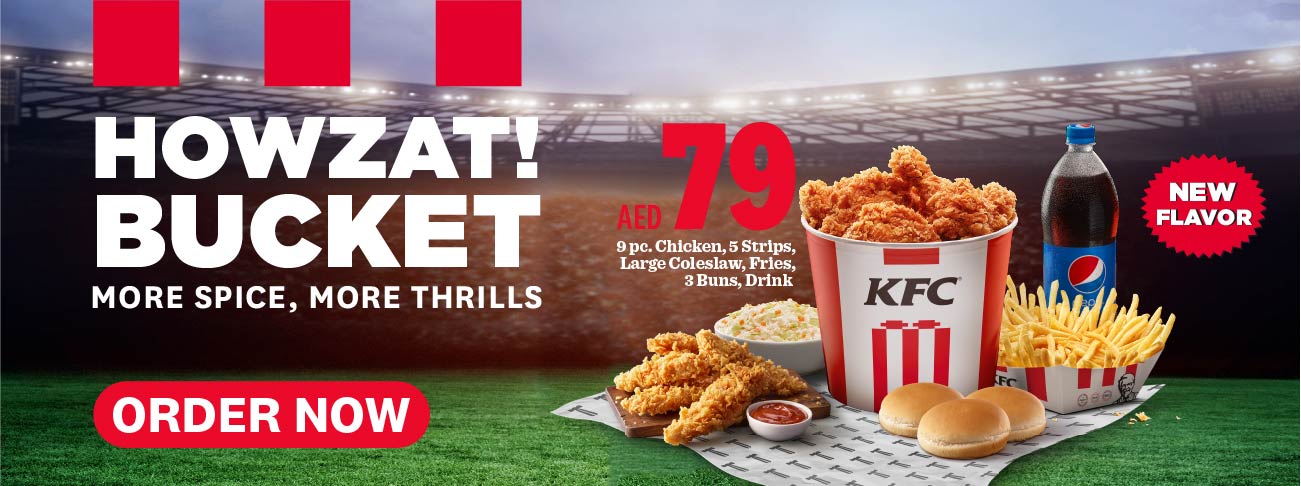 HOWZAT!
BUCKET
MORE SPICE, MORE THRILLS
ORDER NOW
AED 79
9 pc. Chicken, 5 Strips,
Large Coleslaw, Fries,
3 Buns, Drink
KFC
KFC
NEW
FLAVOR